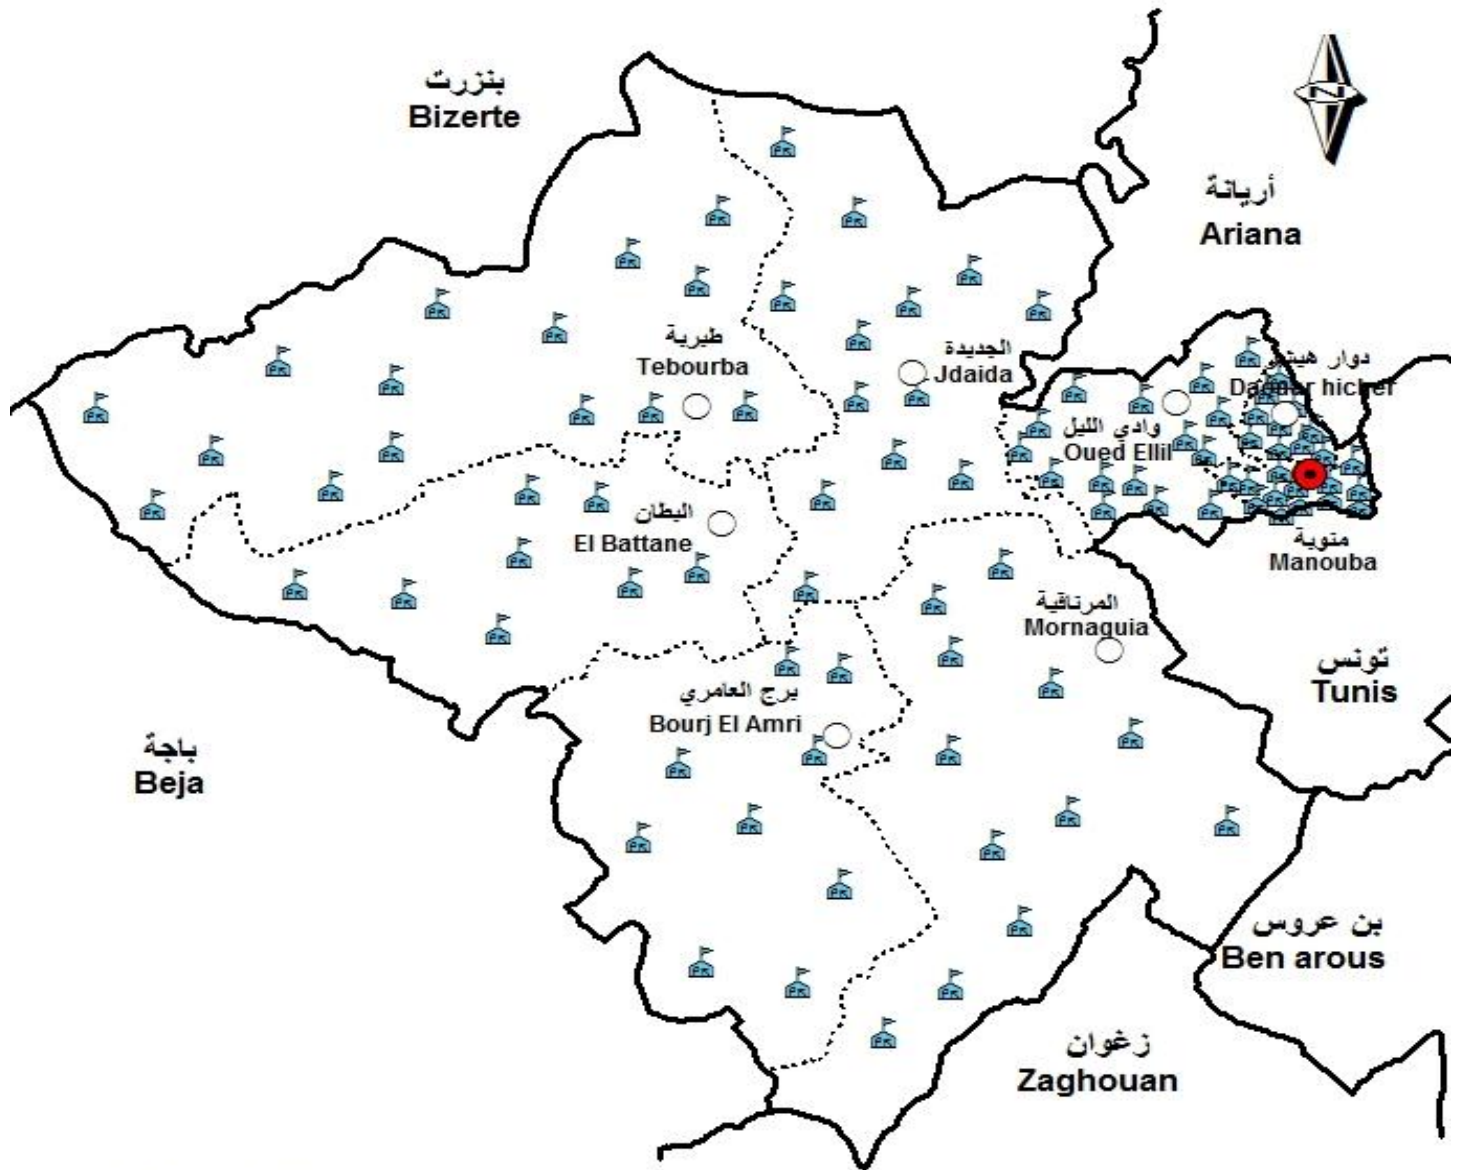 بنزرت
Bizerte
N
أريانة
Ariana
طبربة
Tebourba
الجديدة
Jdaida
دوار هيشر
Daouar hicher
وادي الليل
Oued Ellil
البطان
El Battane
منوبة
Manouba
المرناقية
Mornaguia
برج العامري
Bourj El Amri
تونس
Tunis
باجة
Beja
بن عروس
Ben arous
زغوان
Zaghouan